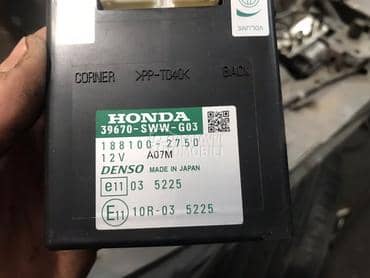 VOLUME
CORNER >PP-TD40< BACK
HONDA
39670-SWW-G03
188100-2750
12V A07M
DENSO MADE IN JAPAN
e11 03 5225
E11 10R-03 5225